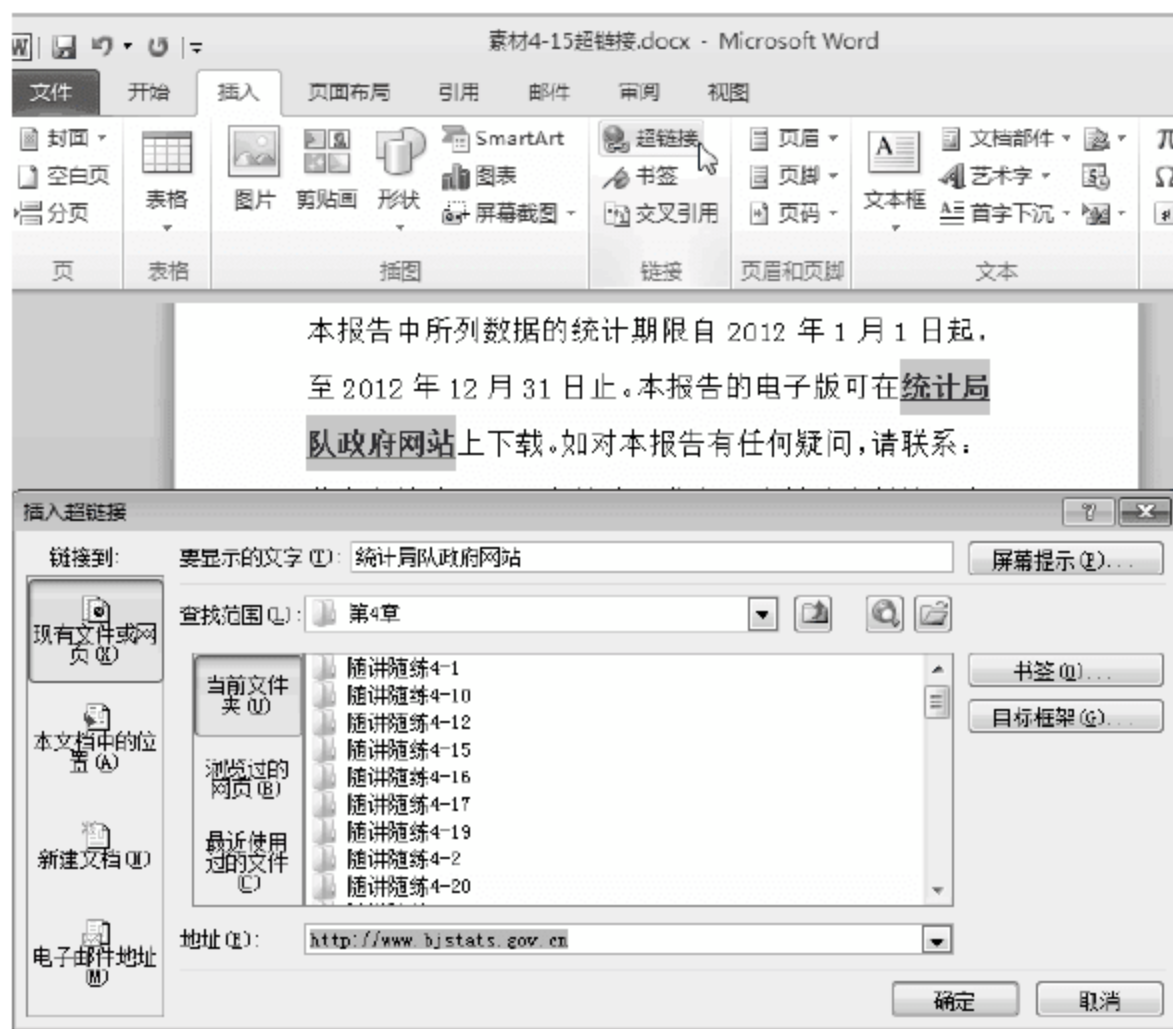 素材4-15超链接.docx - Microsoft Word
文件 开始 插入 页面布局 引用 邮件 审阅 视图
封面 SmartArt 超链接 页眉 文档部件
空白页 图表 书签 页脚 艺术字
表格 图片 剪贴画 形状 文本框
分页 屏幕截图 交叉引用 页码 首字下沉
页 表格 插图 链接 页眉和页脚 文本
本报告中所列数据的统计期限自 2012 年 1 月 1 日起,
至 2012 年 12 月 31 日止。本报告的电子版可在统计局
队政府网站上下载。如对本报告有任何疑问,请联系:
插入超链接
链接到: 要显示的文字(T): 统计局队政府网站 屏幕提示(P)...
现有文件或网页(X)
本文档中的位置(A)
新建文档(N)
电子邮件地址(M)
查找范围(L): 第4章
当前文件夹(U)
浏览过的网页(B)
最近使用过的文件(C)
随讲随练4-1
随讲随练4-10
随讲随练4-12
随讲随练4-15
随讲随练4-16
随讲随练4-17
随讲随练4-19
随讲随练4-2
随讲随练4-20
书签(O)...
目标框架(G)...
地址(E): http://www.bjstats.gov.cn
确定 取消